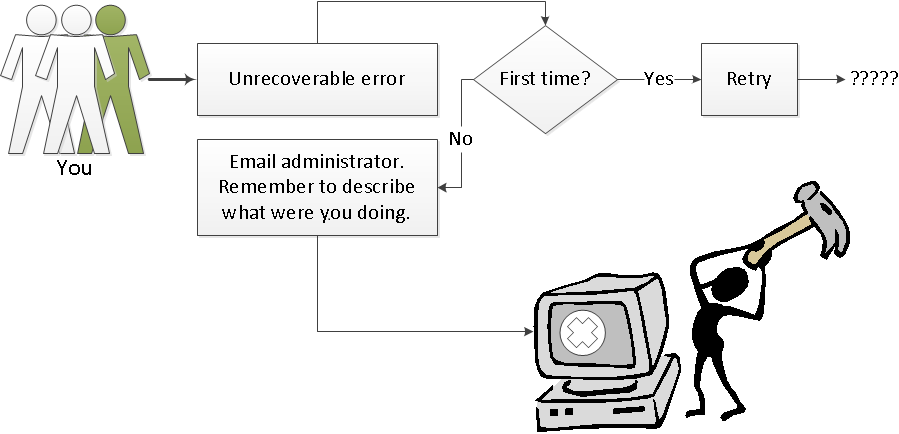 You
Unrecoverable error
First time?
Yes
Retry
?????
No
Email administrator.
Remember to describe
what were you doing.